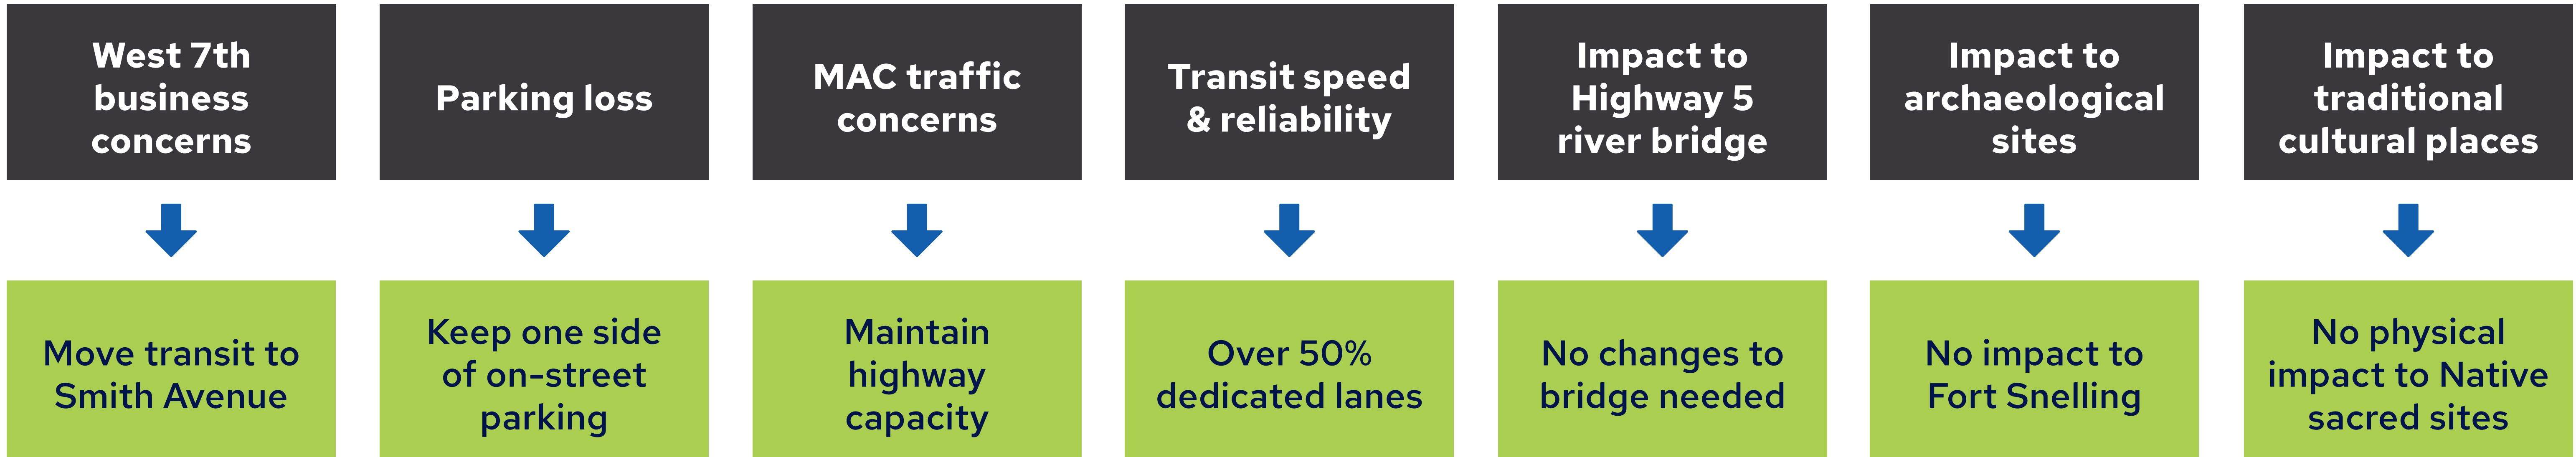 West 7th
business
concerns
Parking loss
MAC traffic
concerns
Transit speed
& reliability
Impact to
Highway 5
river bridge
Impact to
archaeological
sites
Impact to
traditional
cultural places
Move transit to
Smith Avenue
Keep one side
of on-street
parking
Maintain
highway
capacity
Over 50%
dedicated lanes
No changes to
bridge needed
No impact to
Fort Snelling
No physical
impact to Native
sacred sites